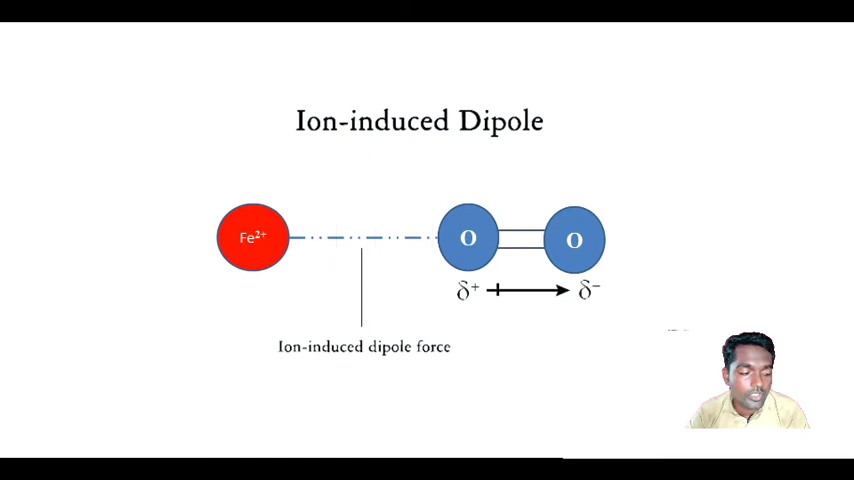 Ion-induced Dipole
Fe²⁺
O
O
δ⁺
δ⁻
Ion-induced dipole force